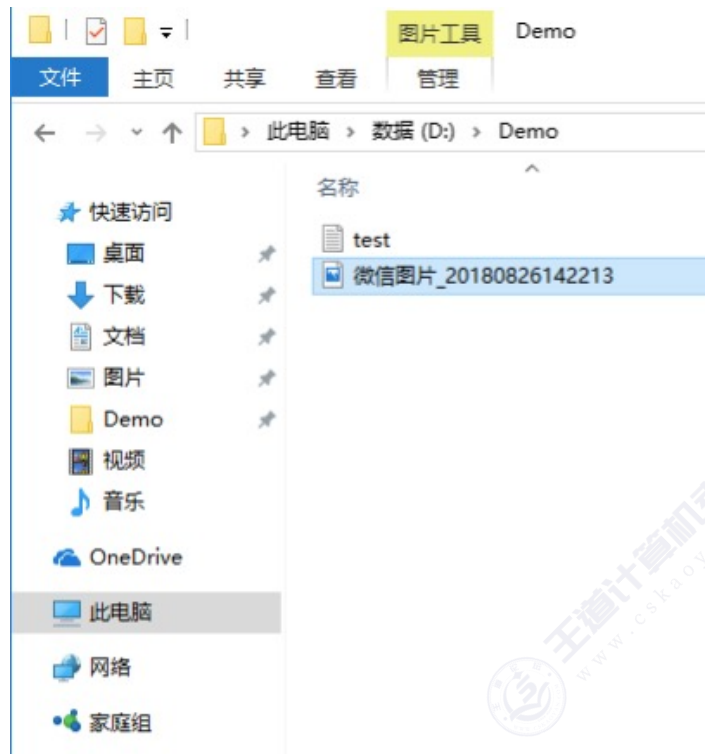 图片工具 Demo
文件 主页 共享 查看 管理
此电脑 › 数据 (D:) › Demo
名称
快速访问
桌面
下载
文档
图片
Demo
视频
音乐
OneDrive
此电脑
网络
家庭组
test
微信图片_20180826142213
王道计算机
www.cskaoy